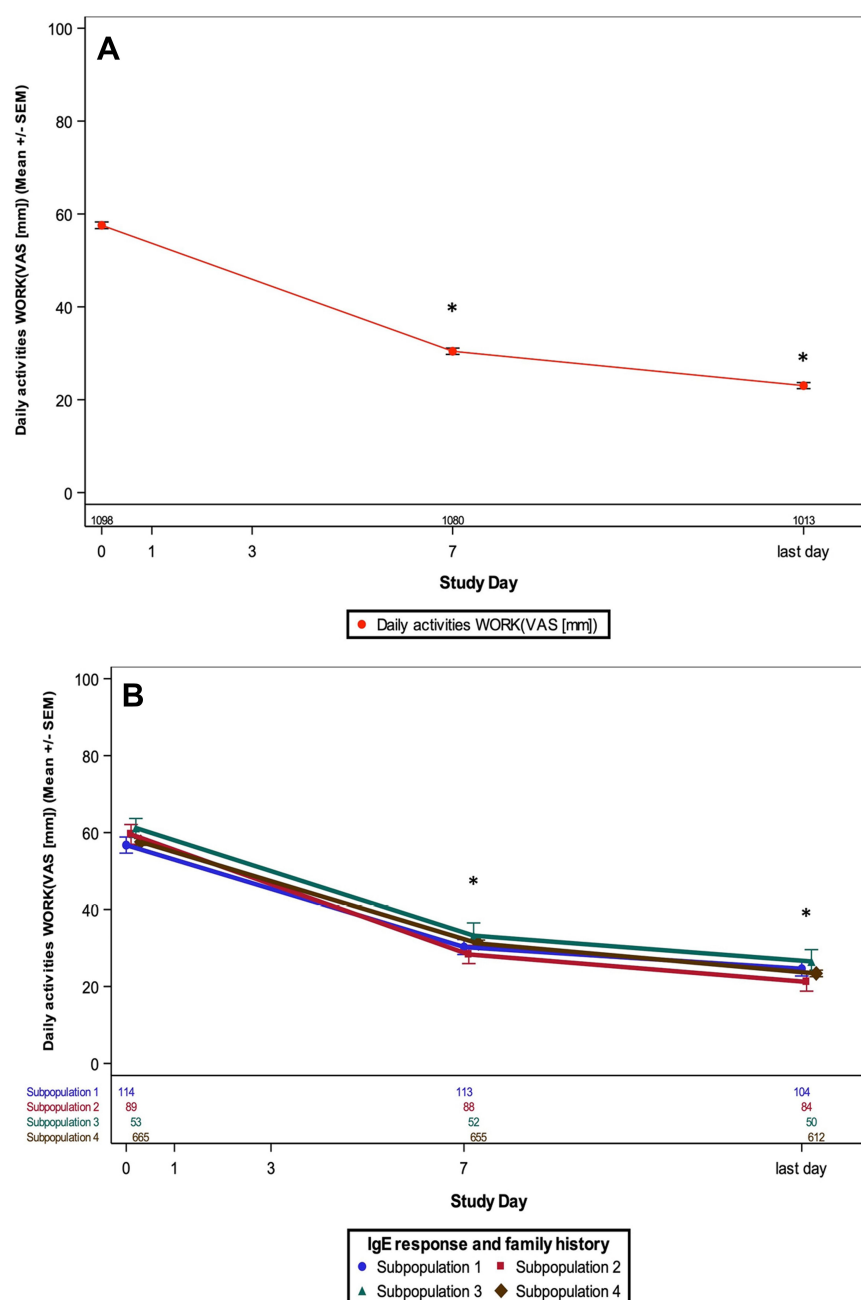 A
Daily activities WORK(VAS [mm]) (Mean +/- SEM)
100
80
60
40
20
0
*
*
1098 1080 1013
0 1 3 7 last day
Study Day
Daily activities WORK(VAS [mm])
B
Daily activities WORK(VAS [mm]) (Mean +/- SEM)
100
80
60
40
20
0
*
*
Subpopulation 1 114 113 104
Subpopulation 2 89 88 84
Subpopulation 3 53 52 50
Subpopulation 4 665 655 612
0 1 3 7 last day
Study Day
IgE response and family history
Subpopulation 1 Subpopulation 2
Subpopulation 3 Subpopulation 4